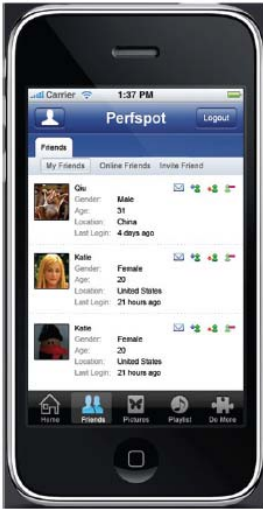 Carrier 1:37 PM
Perfspot Logout
Friends
My Friends Online Friends Invite Friend
Qiu
Gender: Male
Age: 31
Location: China
Last Login: 4 days ago
Katie
Gender: Female
Age: 20
Location: United States
Last Login: 21 hours ago
Katie
Gender: Female
Age: 20
Location: United States
Last Login: 21 hours ago
Home Friends Pictures Playlist Do More